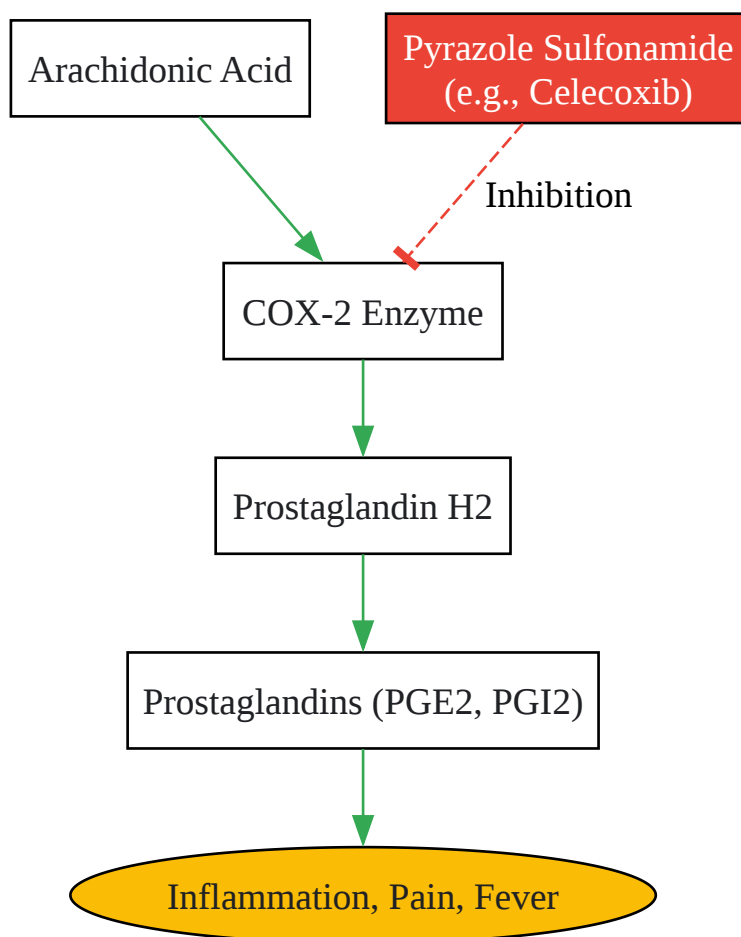 Arachidonic Acid
Pyrazole Sulfonamide
(e.g., Celecoxib)
Inhibition
COX-2 Enzyme
Prostaglandin H2
Prostaglandins (PGE2, PGI2)
Inflammation, Pain, Fever